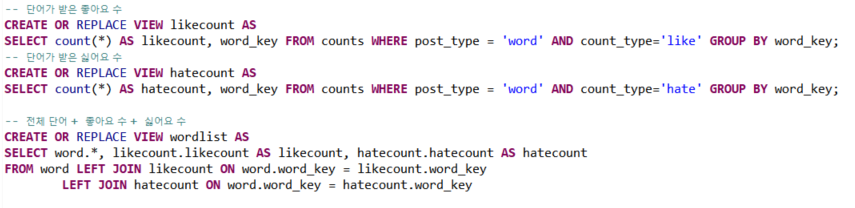 -- 단어가 받은 좋아요 수
CREATE OR REPLACE VIEW likecount AS
SELECT count(*) AS likecount, word_key FROM counts WHERE post_type = 'word' AND count_type='like' GROUP BY word_key;
-- 단어가 받은 싫어요 수
CREATE OR REPLACE VIEW hatecount AS
SELECT count(*) AS hatecount, word_key FROM counts WHERE post_type = 'word' AND count_type='hate' GROUP BY word_key;
-- 전체 단어 + 좋아요 수 + 싫어요 수
CREATE OR REPLACE VIEW wordlist AS
SELECT word.*, likecount.likecount AS likecount, hatecount.hatecount AS hatecount
FROM word LEFT JOIN likecount ON word.word_key = likecount.word_key
LEFT JOIN hatecount ON word.word_key = hatecount.word_key